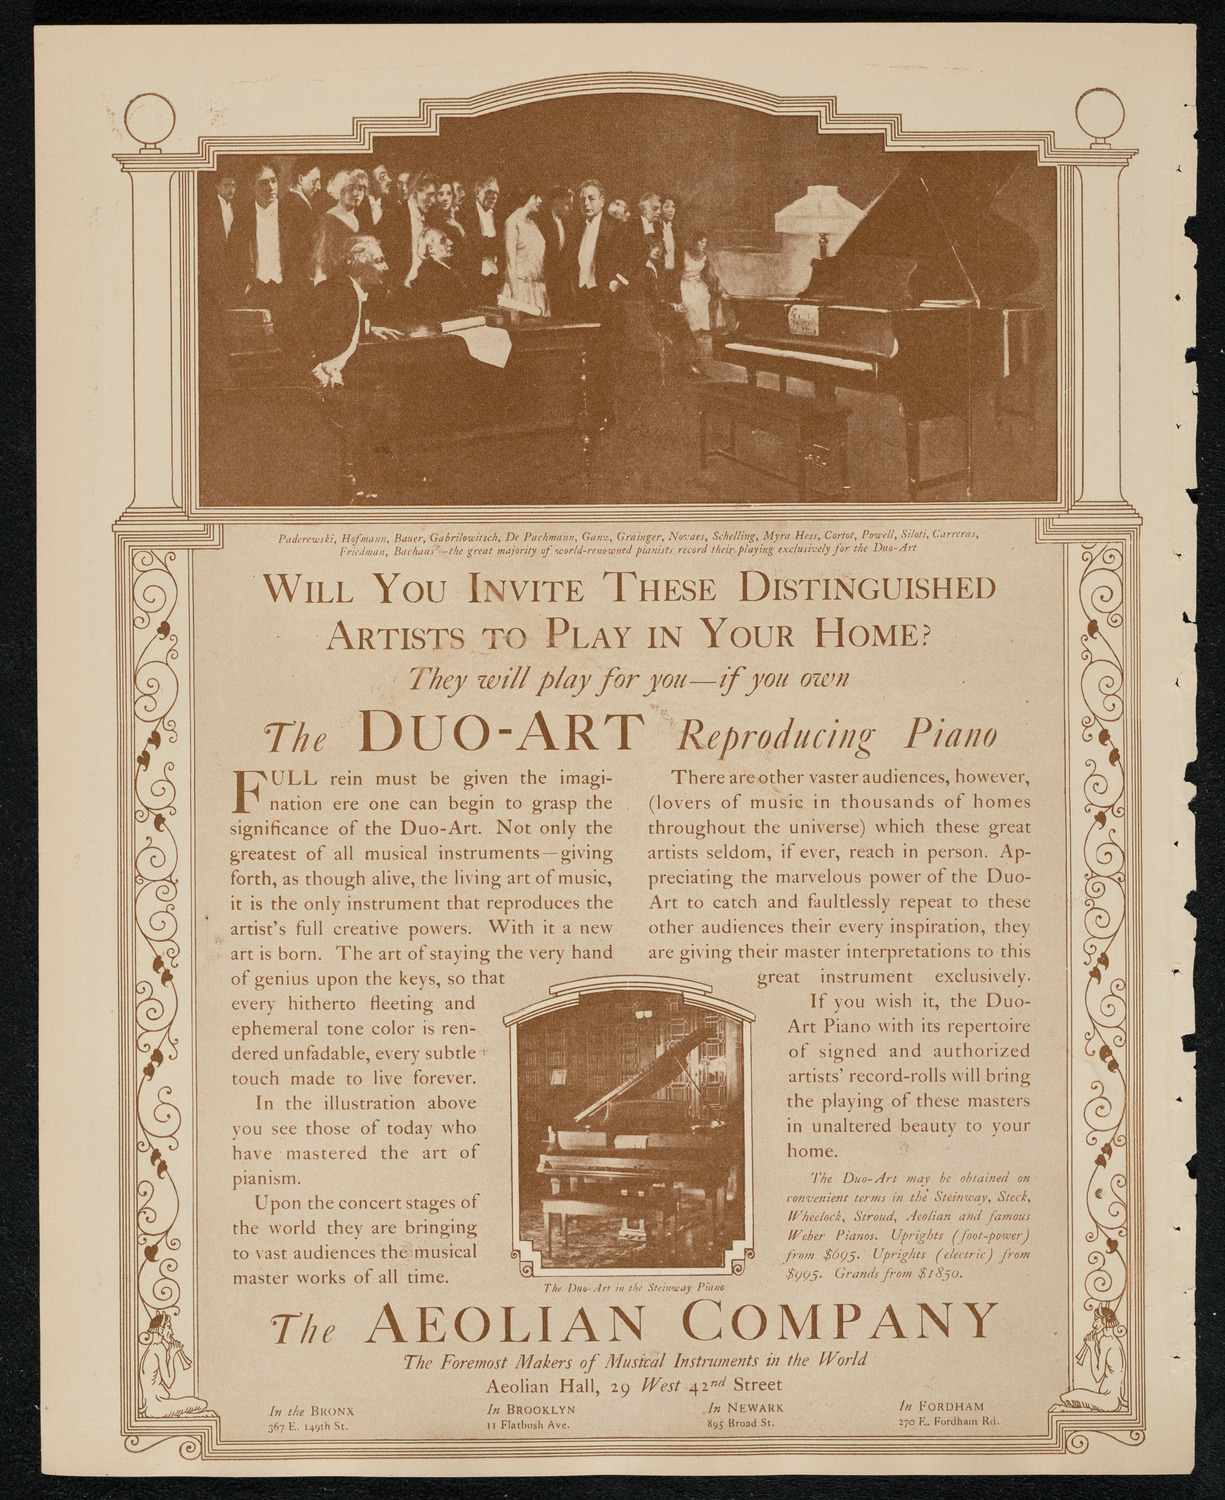 Paderewski, Hofmann, Bauer, Gabrilowitsch, De Pachmann, Ganz, Grainger, Novaes, Schelling, Myra Hess, Cortot, Powell, Siloti, Carreras,
Friedman, Bachaus—the great majority of world-renowned pianists record their playing exclusively for the Duo-Art
WILL YOU INVITE THESE DISTINGUISHED
ARTISTS TO PLAY IN YOUR HOME?
They will play for you—if you own
The DUO-ART Reproducing Piano
FULL rein must be given the imagi-
nation ere one can begin to grasp the
significance of the Duo-Art. Not only the
greatest of all musical instruments—giving
forth, as though alive, the living art of music,
it is the only instrument that reproduces the
artist's full creative powers. With it a new
art is born. The art of staying the very hand
of genius upon the keys, so that
every hitherto fleeting and
ephemeral tone color is ren-
dered unfadable, every subtle
touch made to live forever.
In the illustration above
you see those of today who
have mastered the art of
pianism.
Upon the concert stages of
the world they are bringing
to vast audiences the musical
master works of all time.
There are other vaster audiences, however,
(lovers of music in thousands of homes
throughout the universe) which these great
artists seldom, if ever, reach in person. Ap-
preciating the marvelous power of the Duo-
Art to catch and faultlessly repeat to these
other audiences their every inspiration, they
are giving their master interpretations to this
great instrument exclusively.
If you wish it, the Duo-
Art Piano with its repertoire
of signed and authorized
artists' record-rolls will bring
the playing of these masters
in unaltered beauty to your
home.
The Duo-Art may be obtained on
convenient terms in the Steinway, Steck,
Wheelock, Stroud, Aeolian and famous
Weber Pianos. Uprights (foot-power)
from $695. Uprights (electric) from
$995. Grands from $1850.
The Duo-Art in the Steinway Piano
The AEOLIAN COMPANY
The Foremost Makers of Musical Instruments in the World
Aeolian Hall, 29 West 42nd Street
In the BRONX
367 E. 149th St.
In BROOKLYN
11 Flatbush Ave.
In NEWARK
895 Broad St.
In FORDHAM
270 E. Fordham Rd.